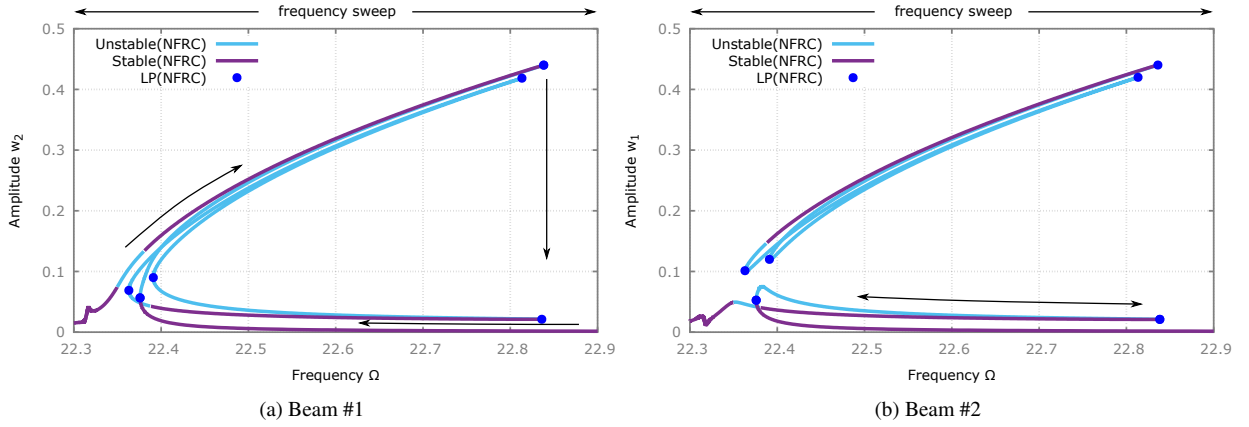 frequency sweep
0.5
0.4
0.3
0.2
0.1
0
Amplitude w2
Unstable(NFRC)
Stable(NFRC)
LP(NFRC)
22.3 22.4 22.5 22.6 22.7 22.8 22.9
Frequency Ω
(a) Beam #1
frequency sweep
0.5
0.4
0.3
0.2
0.1
0
Amplitude w1
Unstable(NFRC)
Stable(NFRC)
LP(NFRC)
22.3 22.4 22.5 22.6 22.7 22.8 22.9
Frequency Ω
(b) Beam #2